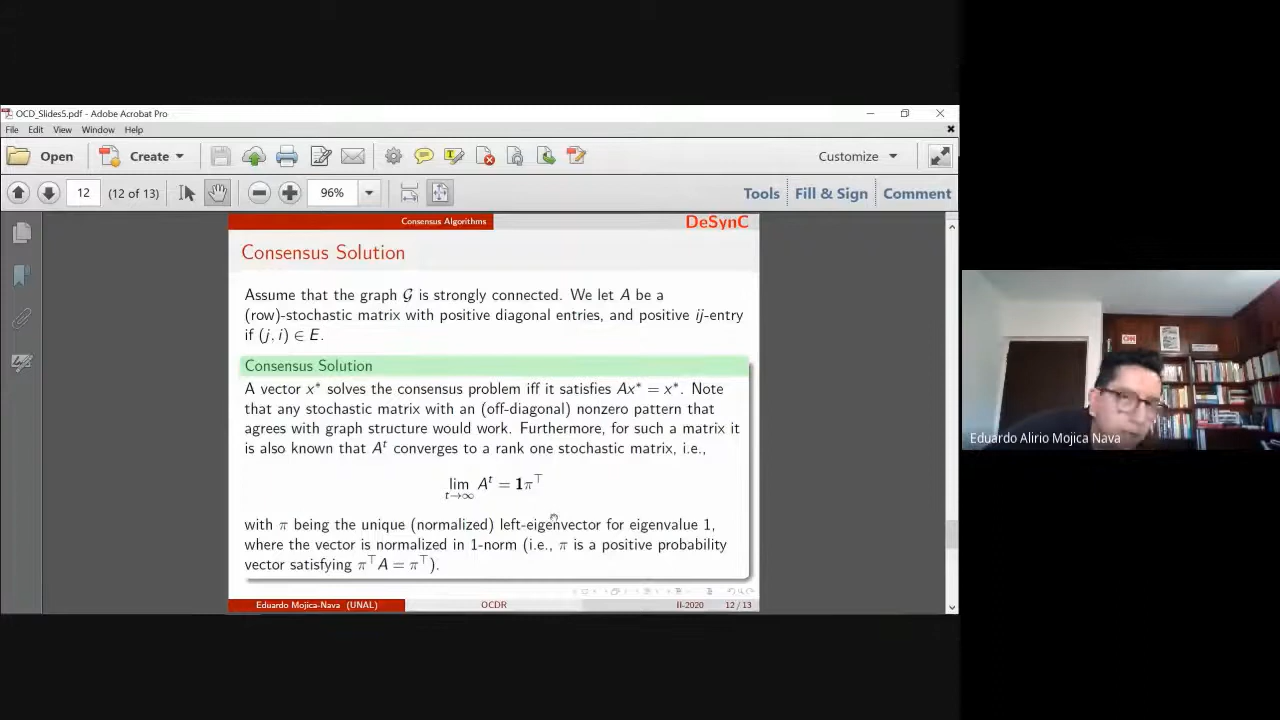 OCD_Slides5.pdf - Adobe Acrobat Pro
File Edit View Window Help
Open Create Customize
12 (12 of 13) 96% Tools Fill & Sign Comment
Consensus Algorithms
DeSynC
Consensus Solution
Assume that the graph 𝒢 is strongly connected. We let A be a
(row)-stochastic matrix with positive diagonal entries, and positive ij-entry
if (j, i) ∈ E.
Consensus Solution
A vector x* solves the consensus problem iff it satisfies Ax* = x*. Note
that any stochastic matrix with an (off-diagonal) nonzero pattern that
agrees with graph structure would work. Furthermore, for such a matrix it
is also known that Aᵗ converges to a rank one stochastic matrix, i.e.,
lim Aᵗ = 1π⊤
t→∞
with π being the unique (normalized) left-eigenvector for eigenvalue 1,
where the vector is normalized in 1-norm (i.e., π is a positive probability
vector satisfying π⊤A = π⊤).
Eduardo Mojica-Nava (UNAL) OCDR II-2020 12 / 13
CNN
Eduardo Alirio Mojica Nava